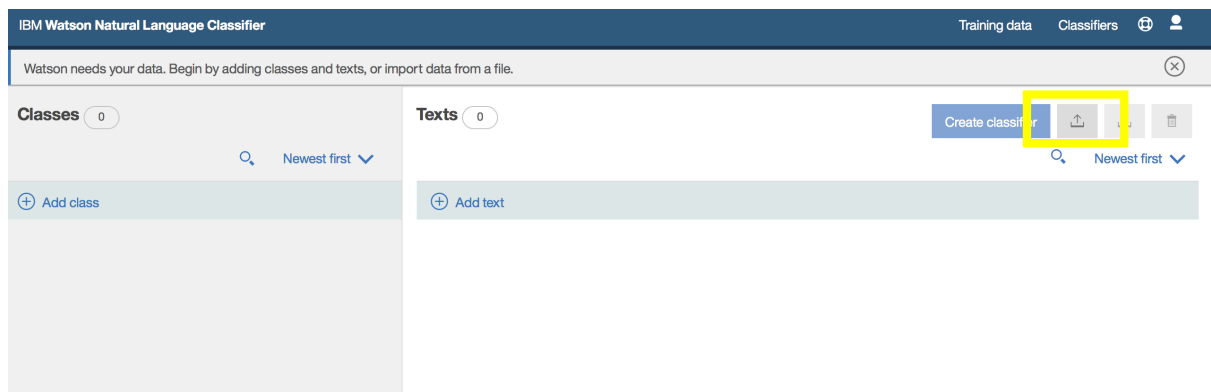 IBM Watson Natural Language Classifier Training data Classifiers
Watson needs your data. Begin by adding classes and texts, or import data from a file.
Classes 0
Newest first
Add class
Texts 0
Create classifier
Newest first
Add text